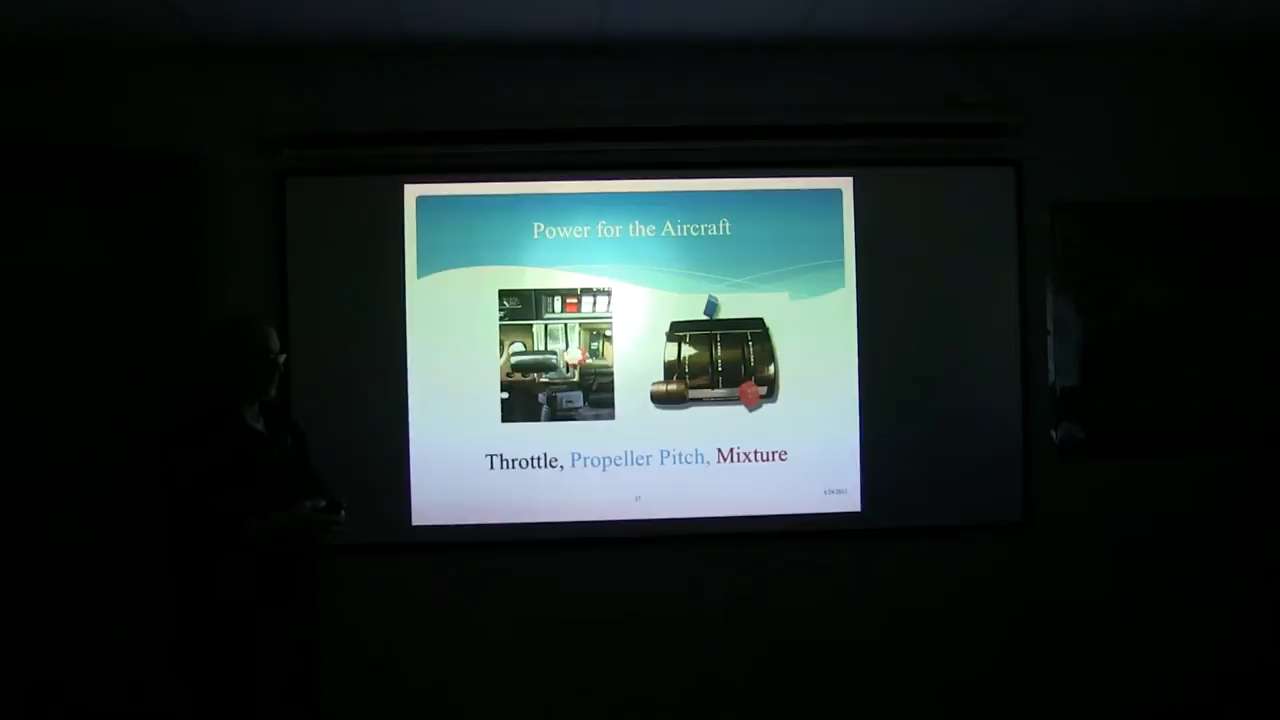 Power for the Aircraft
Throttle, Propeller Pitch, Mixture